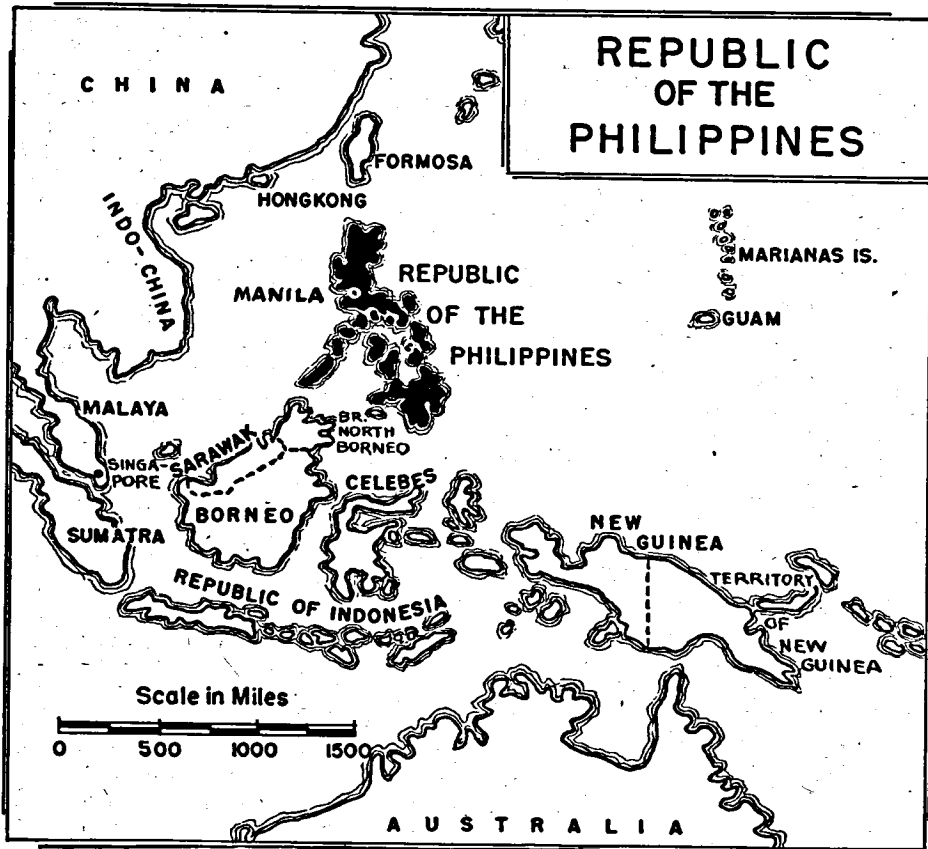 REPUBLIC
OF THE
PHILIPPINES
CHINA
FORMOSA
HONGKONG
INDO-CHINA
MARIANAS IS.
GUAM
MANILA
REPUBLIC
OF THE
PHILIPPINES
MALAYA
BR.
NORTH
BORNEO
SARAWAK
SINGA-
PORE
CELEBES
BORNEO
SUMATRA
NEW
GUINEA
REPUBLIC OF INDONESIA
TERRITORY
OF
NEW
GUINEA
Scale in Miles
0 500 1000 1500
AUSTRALIA